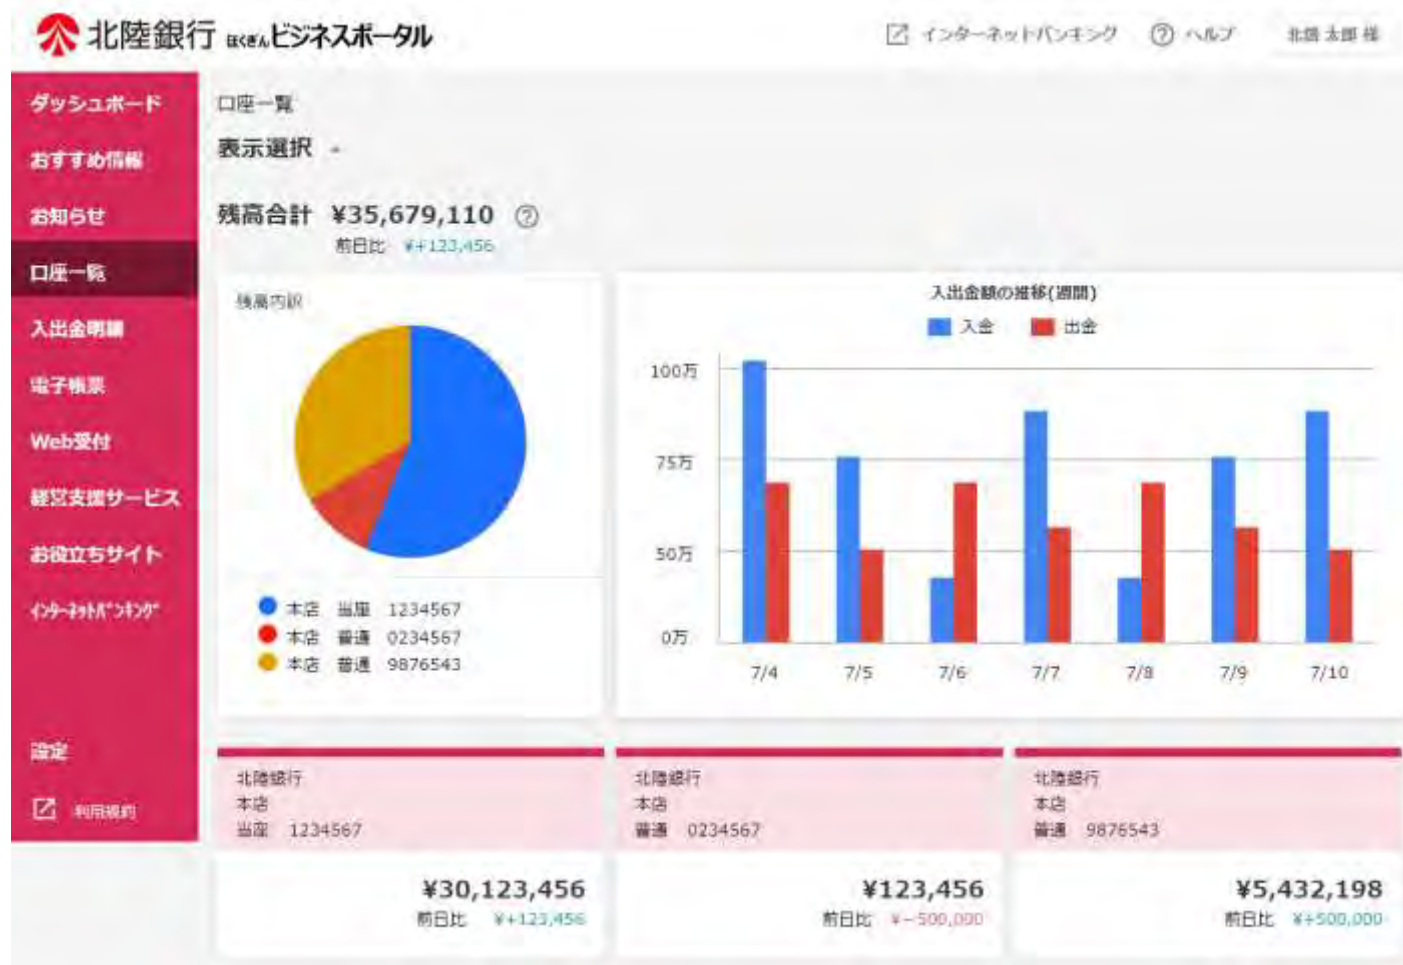 北陸銀行 ほくぎんビジネスポータル
インターネットバンキング
ヘルプ
北銀 太郎 様
ダッシュボード
おすすめ情報
お知らせ
口座一覧
入出金明細
電子帳票
Web受付
経営支援サービス
お役立ちサイト
インターネットバンキング
設定
利用規約
口座一覧
表示選択 -
残高合計 ¥35,679,110
前日比 ¥+123,456
残高内訳
本店 当座 1234567
本店 普通 0234567
本店 普通 9876543
入出金額の推移(週間)
入金 出金
100万
75万
50万
0万
7/4 7/5 7/6 7/7 7/8 7/9 7/10
北陸銀行
本店
当座 1234567
¥30,123,456
前日比 ¥+123,456
北陸銀行
本店
普通 0234567
¥123,456
前日比 ¥-500,000
北陸銀行
本店
普通 9876543
¥5,432,198
前日比 ¥+500,000